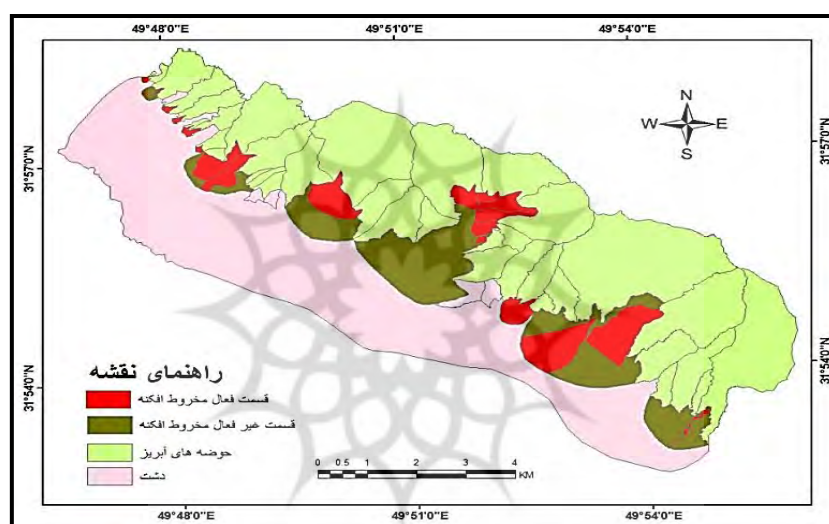 49°48'0"E 49°51'0"E 49°54'0"E
N
W E
S
31°57'0"N 31°57'0"N
31°54'0"N 31°54'0"N
راهنمای نقشه
قسمت فعال مخروط افکنه
قسمت غیر فعال مخروط افکنه
حوضه های آبریز
دشت
0 0.5 1 2 3 4
KM
49°48'0"E 49°51'0"E 49°54'0"E